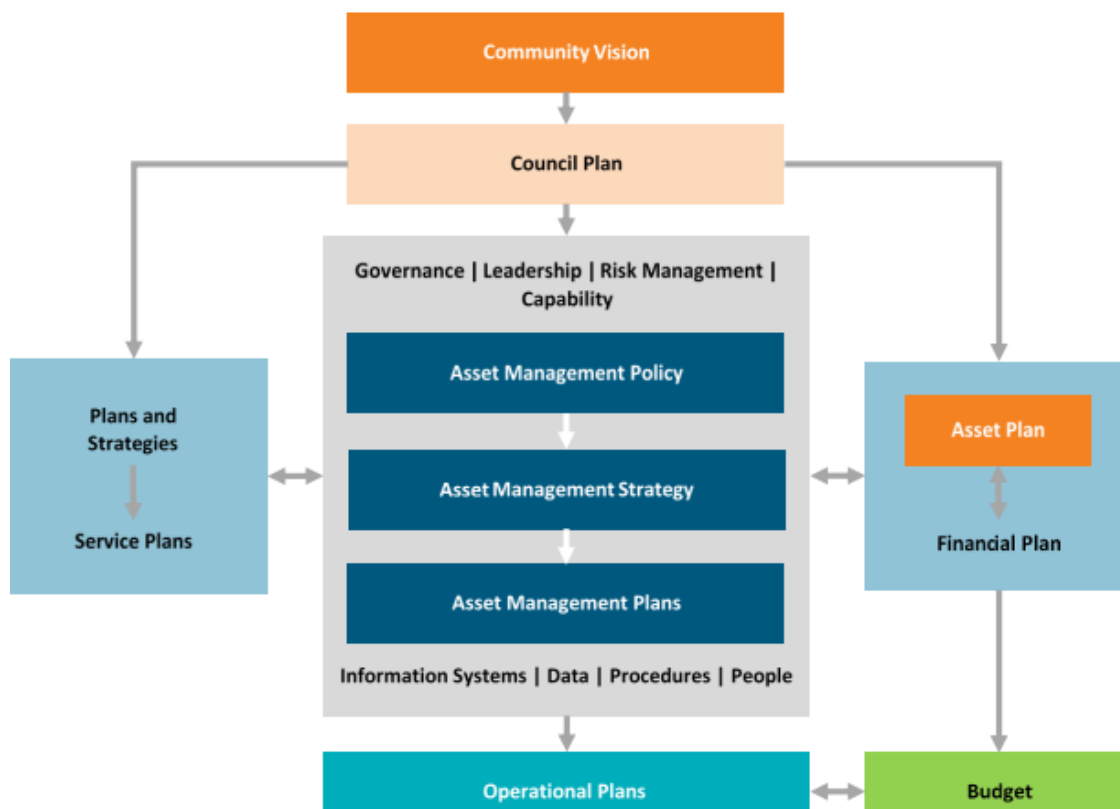 Community Vision
Council Plan
Governance | Leadership | Risk Management |
Capability
Asset Management Policy
Plans and
Strategies
Asset Plan
Asset Management Strategy
Service Plans
Financial Plan
Asset Management Plans
Information Systems | Data | Procedures | People
Operational Plans
Budget